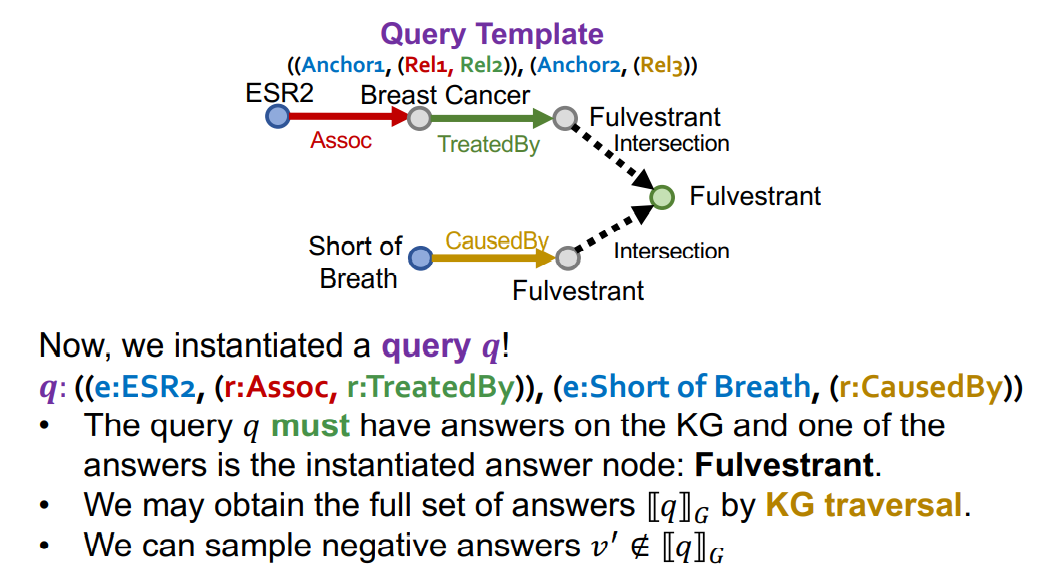 Query Template
((Anchor1, (Rel1, Rel2)), (Anchor2, (Rel3))
ESR2
Breast Cancer
Fulvestrant
Assoc
TreatedBy
Intersection
Fulvestrant
Short of
Breath
CausedBy
Intersection
Fulvestrant
Now, we instantiated a query q!
q: ((e:ESR2, (r:Assoc, r:TreatedBy)), (e:Short of Breath, (r:CausedBy))
• The query q must have answers on the KG and one of the
answers is the instantiated answer node: Fulvestrant.
• We may obtain the full set of answers ⟦q⟧G by KG traversal.
• We can sample negative answers v′ ∉ ⟦q⟧G